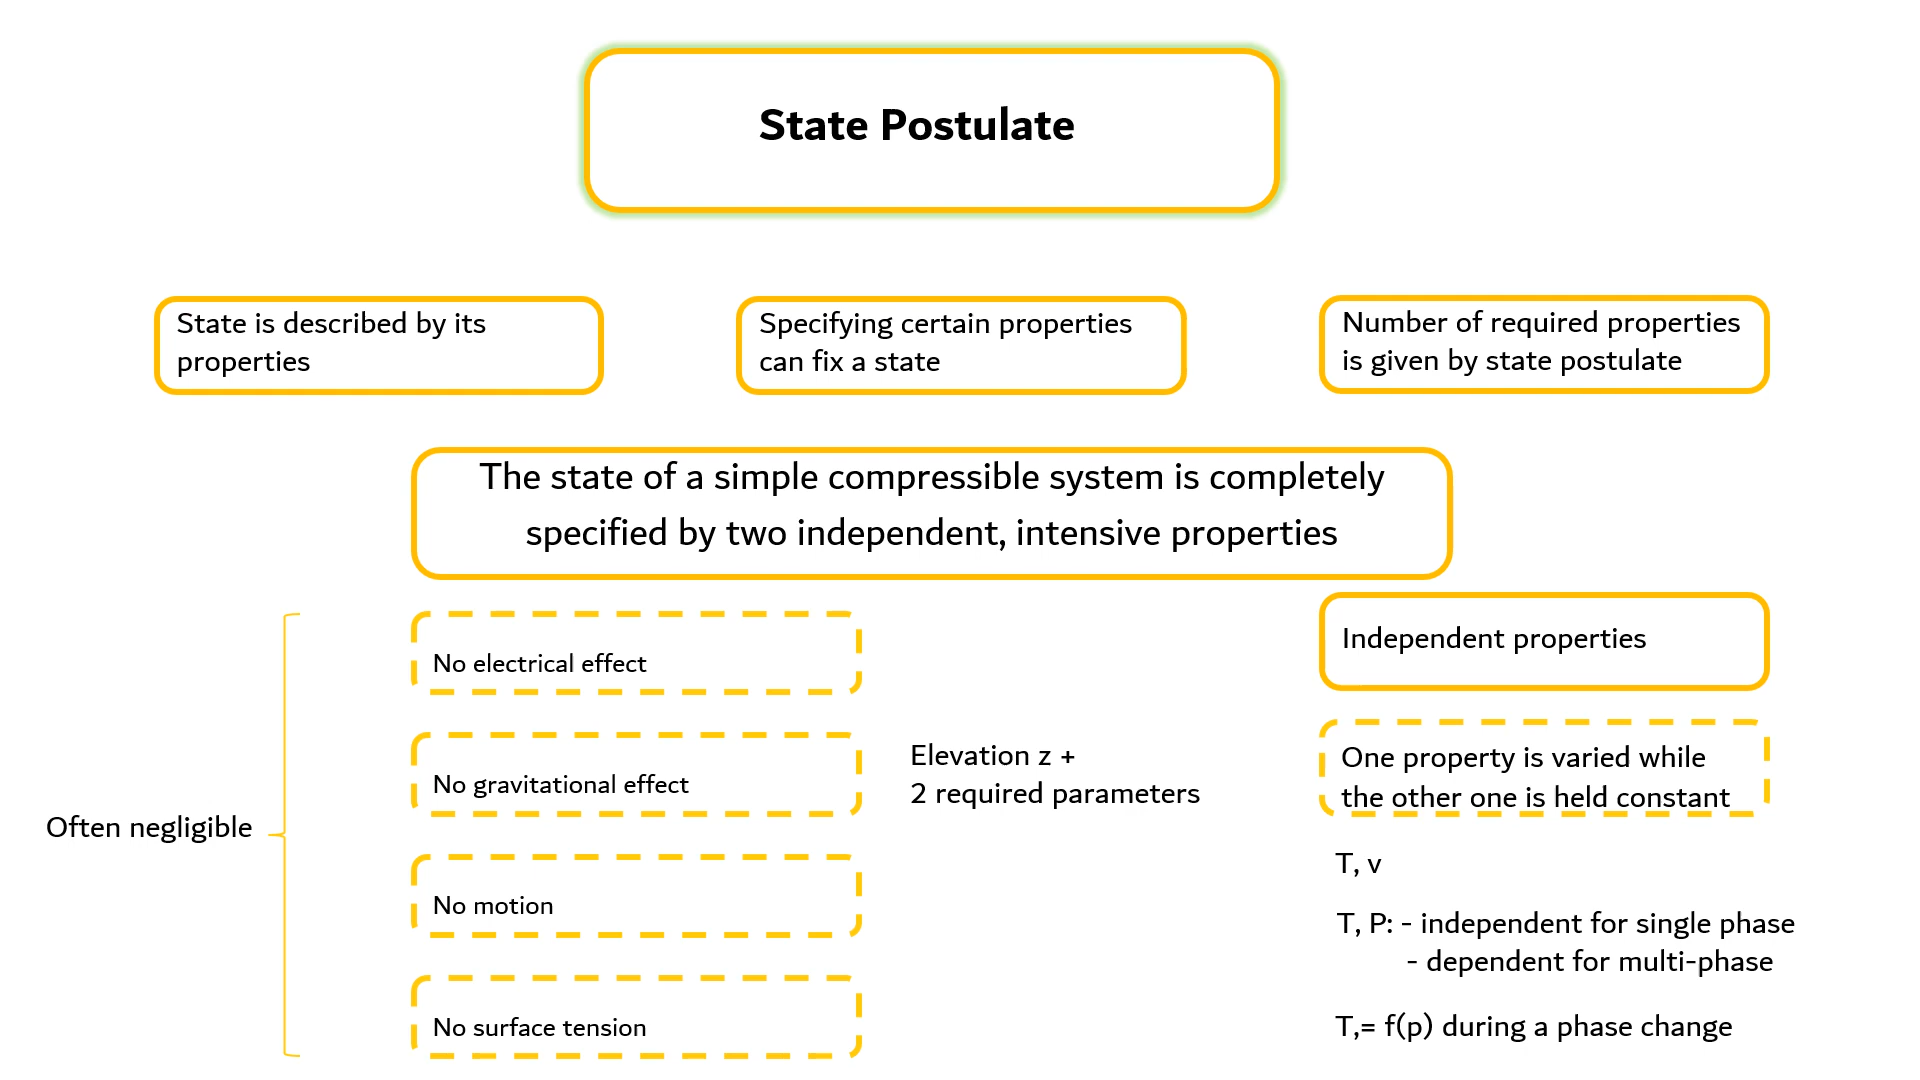 State Postulate
State is described by its
properties
Specifying certain properties
can fix a state
Number of required properties
is given by state postulate
The state of a simple compressible system is completely
specified by two independent, intensive properties
Often negligible
No electrical effect
No gravitational effect
No motion
No surface tension
Elevation z +
2 required parameters
Independent properties
One property is varied while
the other one is held constant
T, v
T, P: - independent for single phase
- dependent for multi-phase
T,= f(p) during a phase change